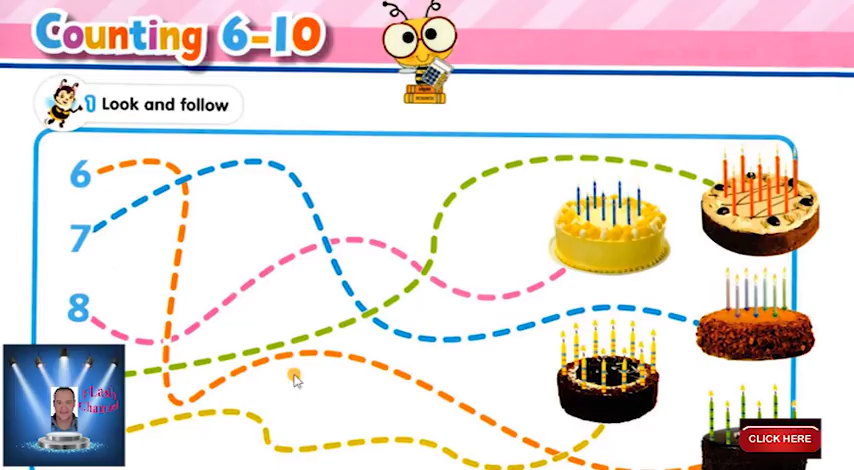 Counting 6-10
1 Look and follow
6
7
8
CLICK HERE